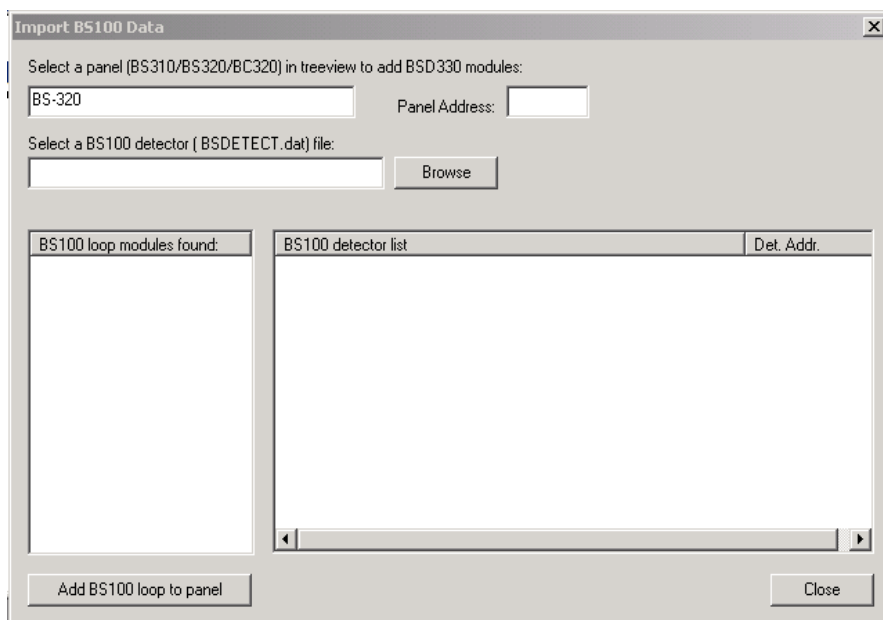 Import BS100 Data
Select a panel (BS310/BS320/BC320) in treeview to add BSD330 modules:
BS-320
Panel Address:
Select a BS100 detector ( BSDETECT.dat) file:
Browse
BS100 loop modules found:
BS100 detector list
Det. Addr.
Add BS100 loop to panel
Close